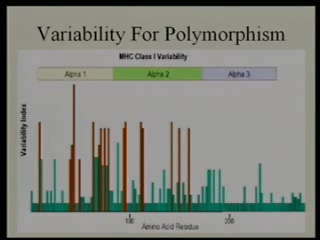 Variability For Polymorphism
MHC Class I Variability
Alpha 1
Alpha 2
Alpha 3
Variability Index
100
200
Amino Acid Residue